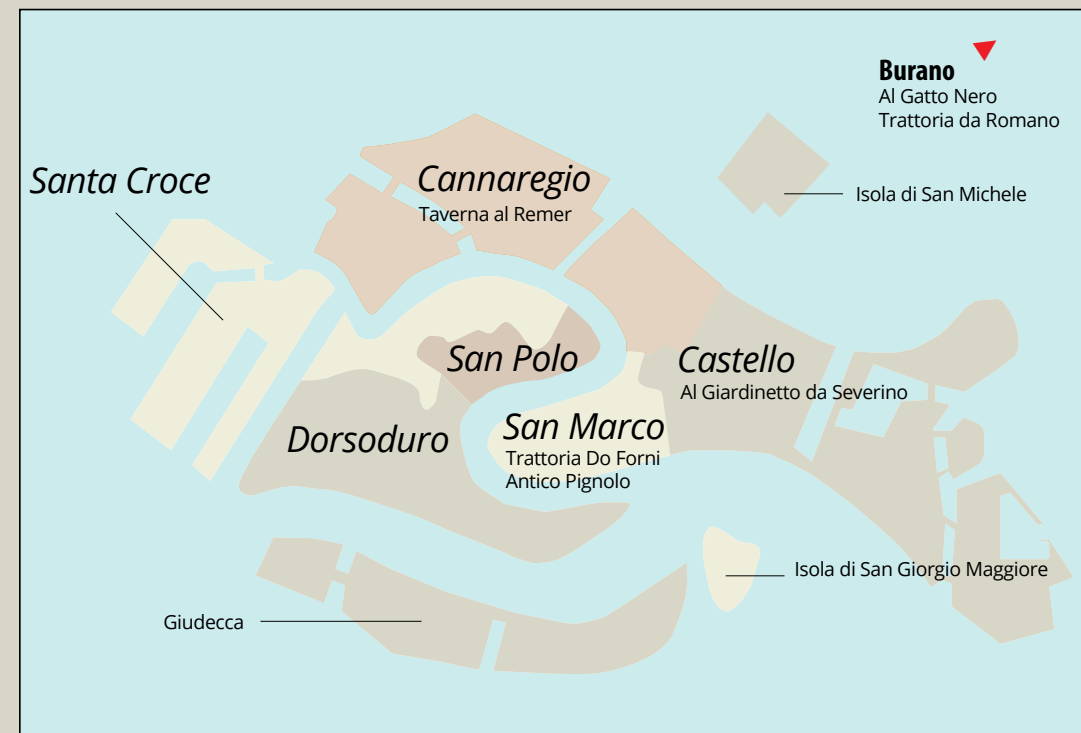 Burano
Al Gatto Nero
Trattoria da Romano
Santa Croce
Cannaregio
Taverna al Remer
Isola di San Michele
San Polo
Castello
Al Giardinetto da Severino
Dorsoduro
San Marco
Trattoria Do Forni
Antico Pignolo
Isola di San Giorgio Maggiore
Giudecca